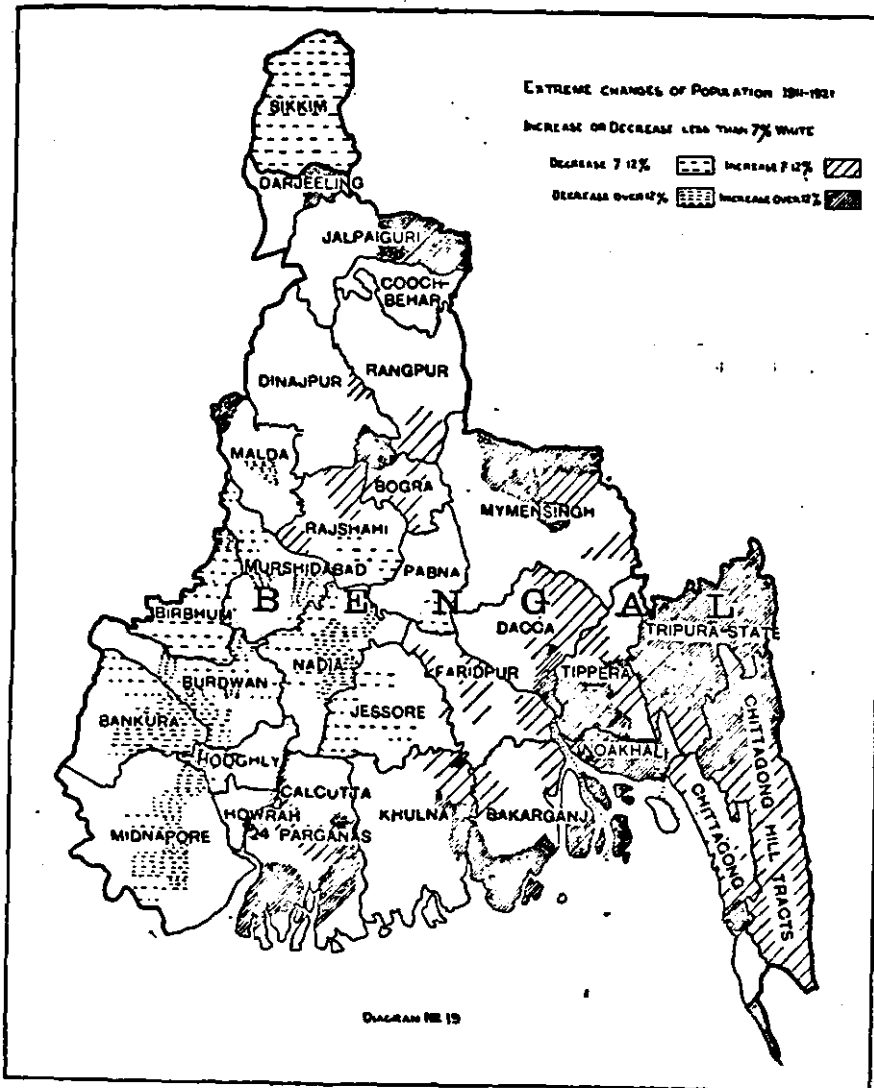 EXTREME CHANGES OF POPULATION 1911-1921
INCREASE OR DECREASE LESS THAN 7% WHITE
DECREASE 7 12% INCREASE 7 12%
DECREASE OVER 12% INCREASE OVER 12%
SIKKIM
DARJEELING
JALPAIGURI
COOCH-
BEHAR
DINAJPUR
RANGPUR
MALDA
BOGRA
RAJSHAHI
MYMENSINGH
MURSHIDABAD
PABNA
BENGAL
BIRBHUM
DACCA
TRIPURA STATE
NADIA
FARIDPUR
TIPPERA
BURDWAN
BANKURA
JESSORE
HOOGHLY
NOAKHALI
CHITTAGONG HILL TRACTS
CALCUTTA
HOWRAH
24 PARGANAS
KHULNA
BAKARGANJ
CHITTAGONG
MIDNAPORE
DIAGRAM NO 19